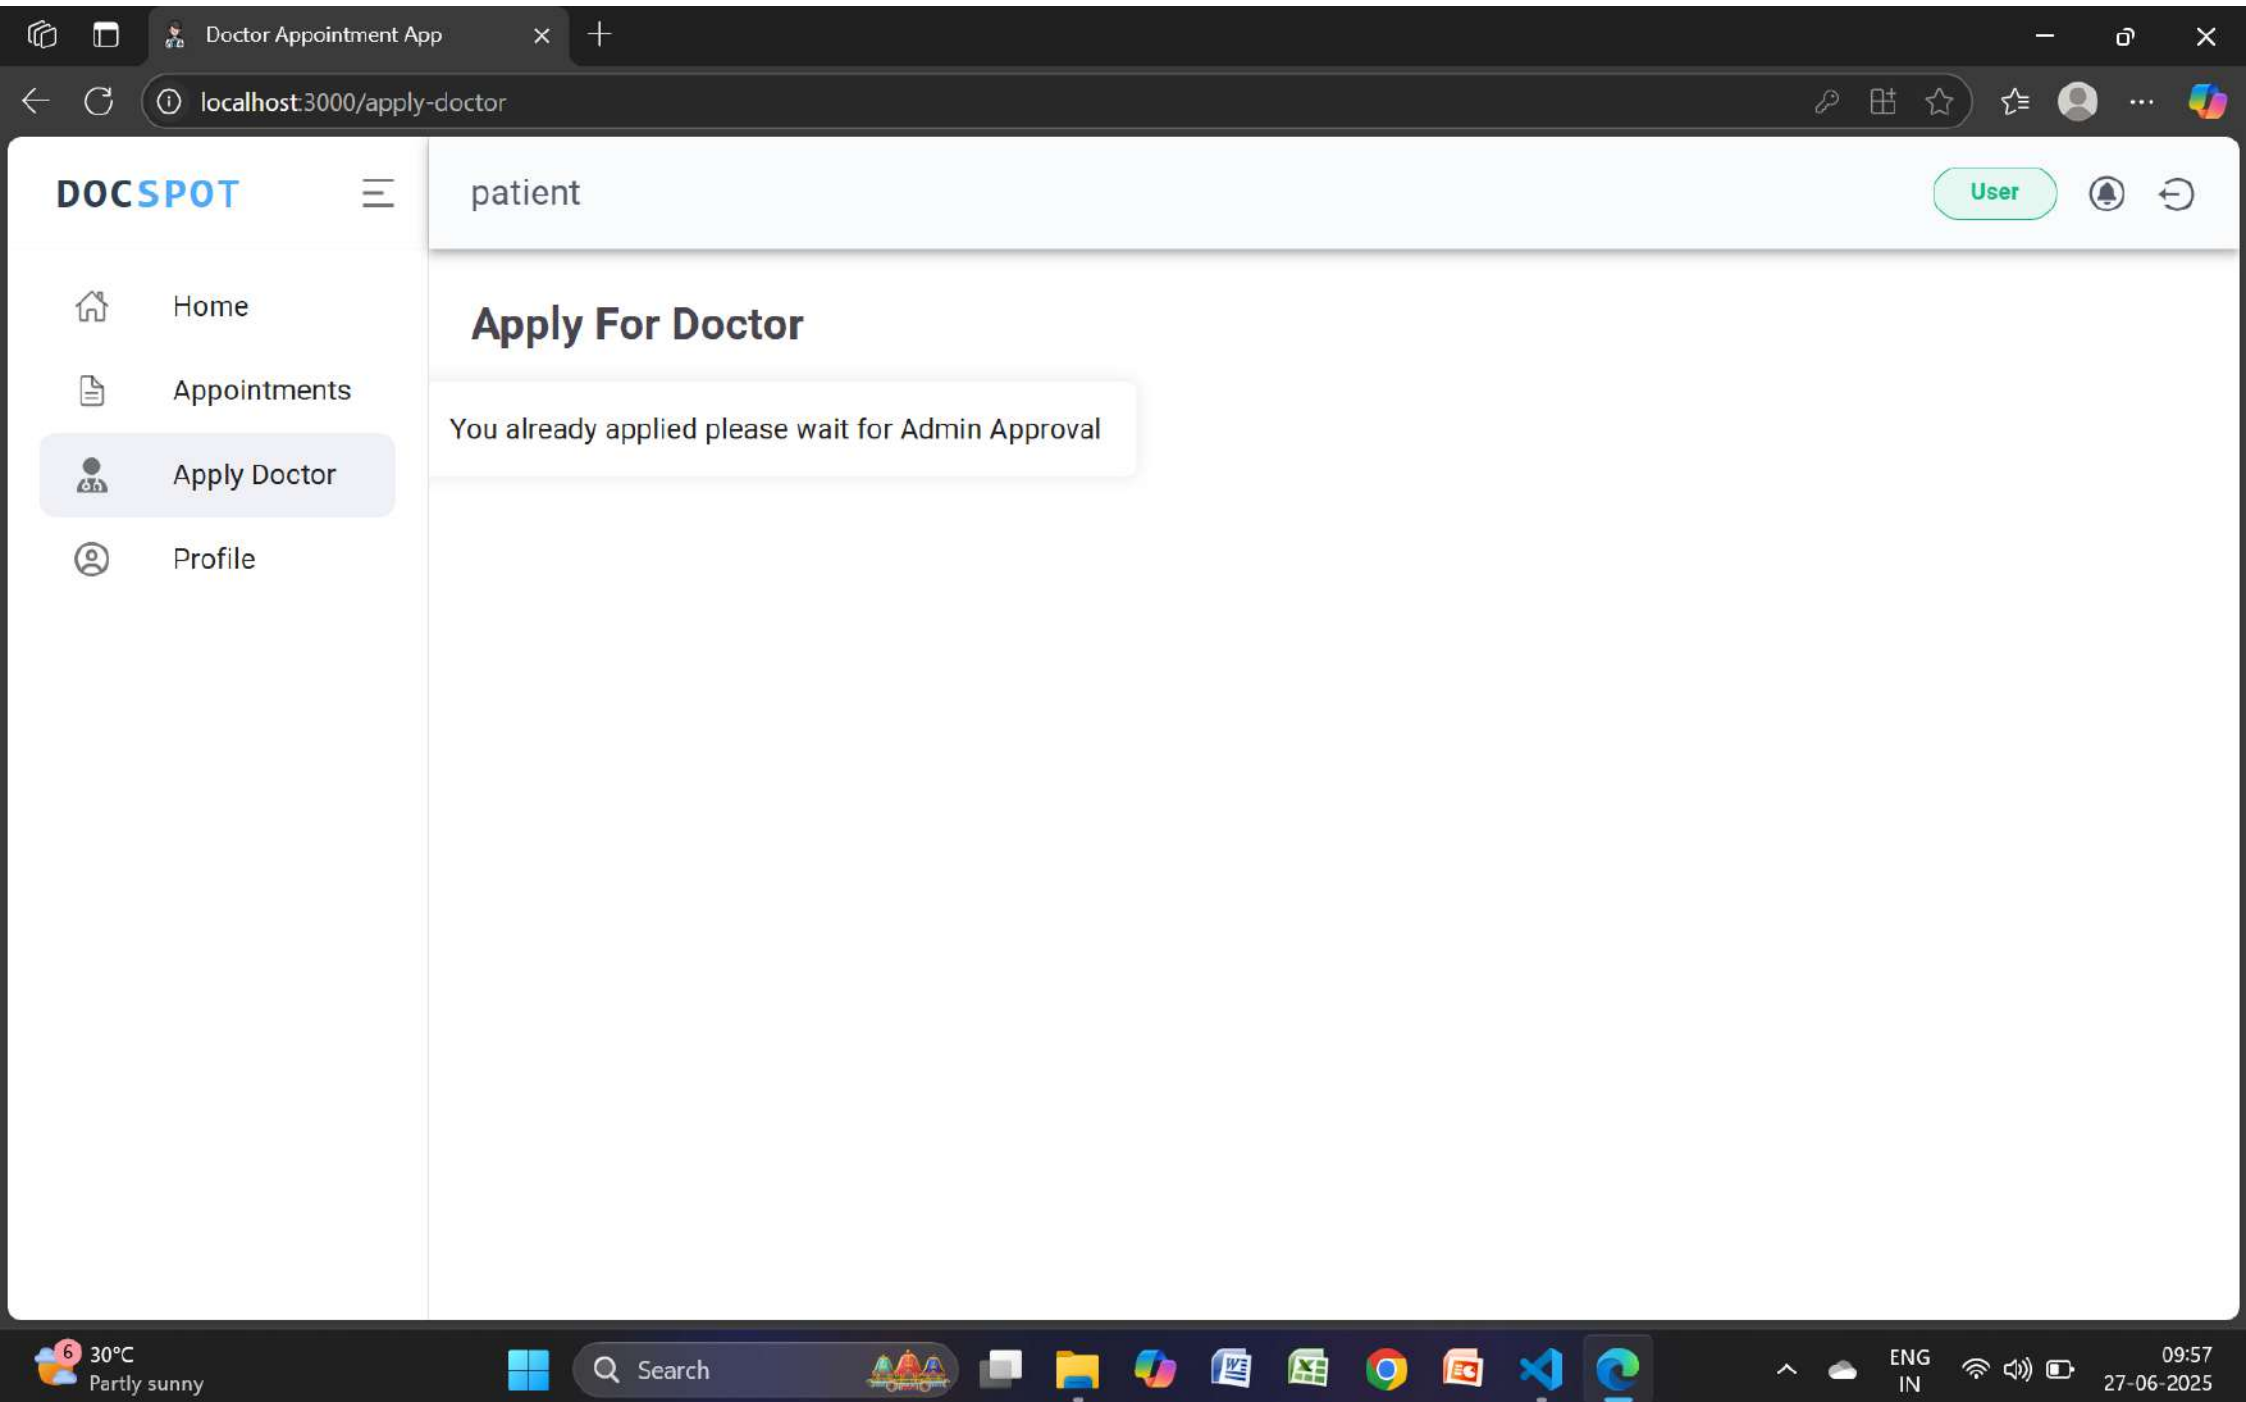 Doctor Appointment App
localhost:3000/apply-doctor
DOCSPOT
patient
User
Home
Appointments
Apply Doctor
Profile
Apply For Doctor
You already applied please wait for Admin Approval
6
30°C
Partly sunny
Search
ENG
IN
09:57
27-06-2025